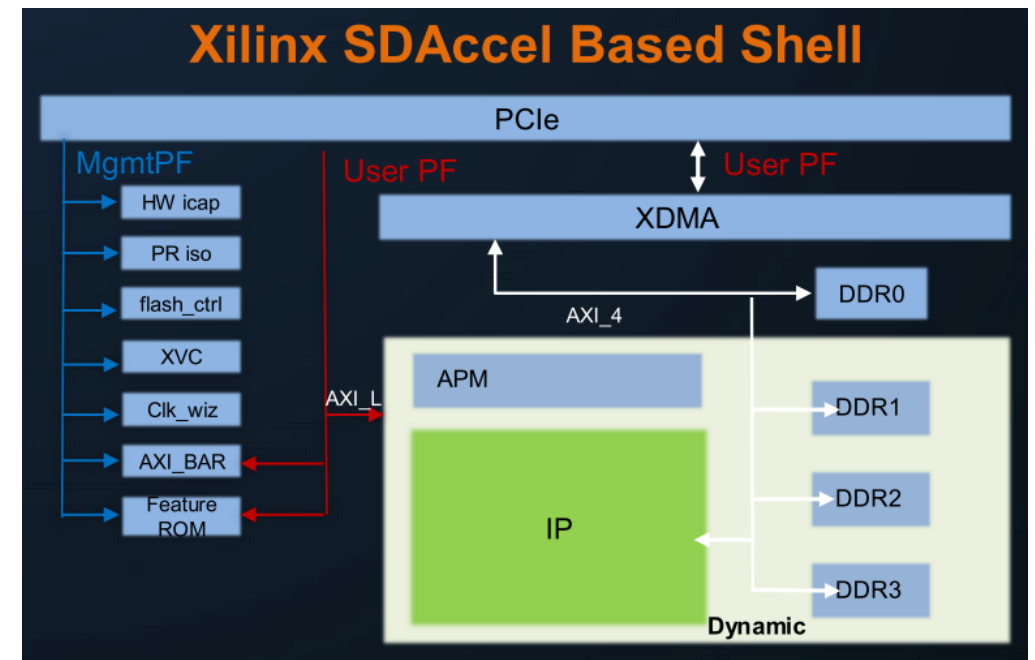 Xilinx SDAccel Based Shell
PCIe
MgmtPF
User PF
User PF
HW icap
XDMA
PR iso
flash_ctrl
DDR0
AXI_4
XVC
APM
AXI_L
Clk_wiz
DDR1
AXI_BAR
Feature
ROM
IP
DDR2
DDR3
Dynamic